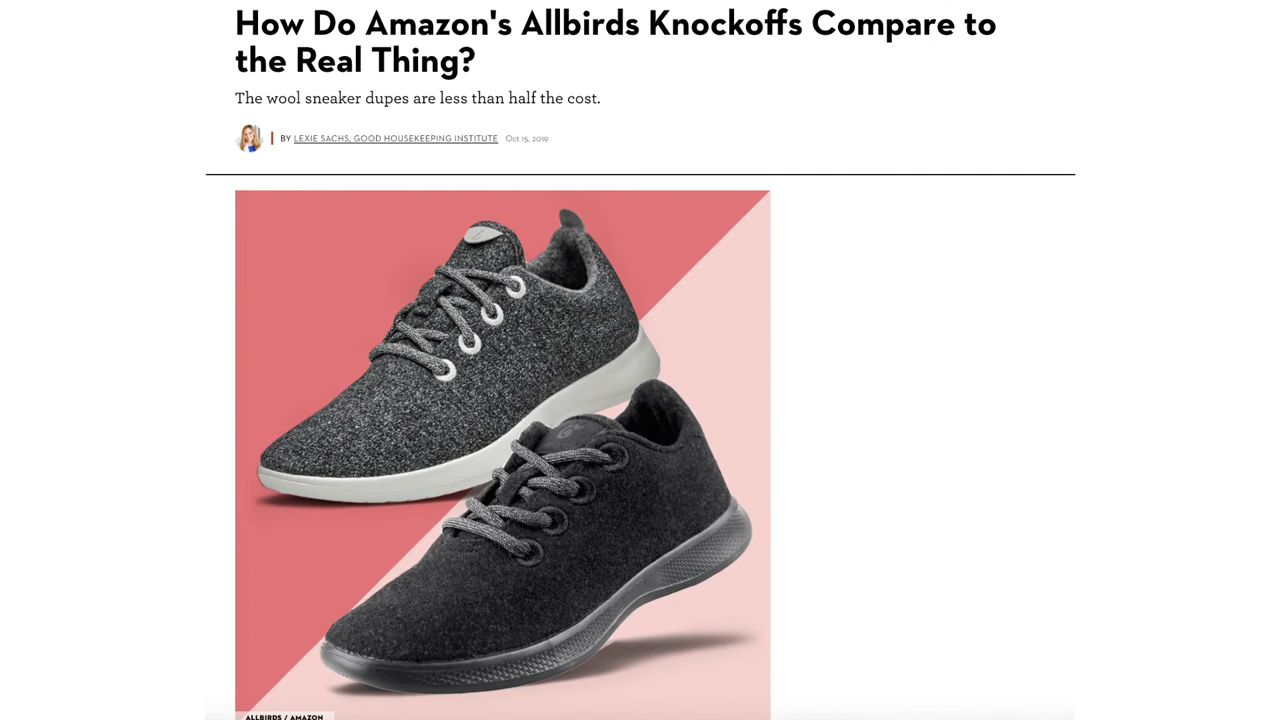 How Do Amazon's Allbirds Knockoffs Compare to
the Real Thing?
The wool sneaker dupes are less than half the cost.
BY LEXIE SACHS, GOOD HOUSEKEEPING INSTITUTE Oct 15, 2019
ALLBIRDS / AMAZON